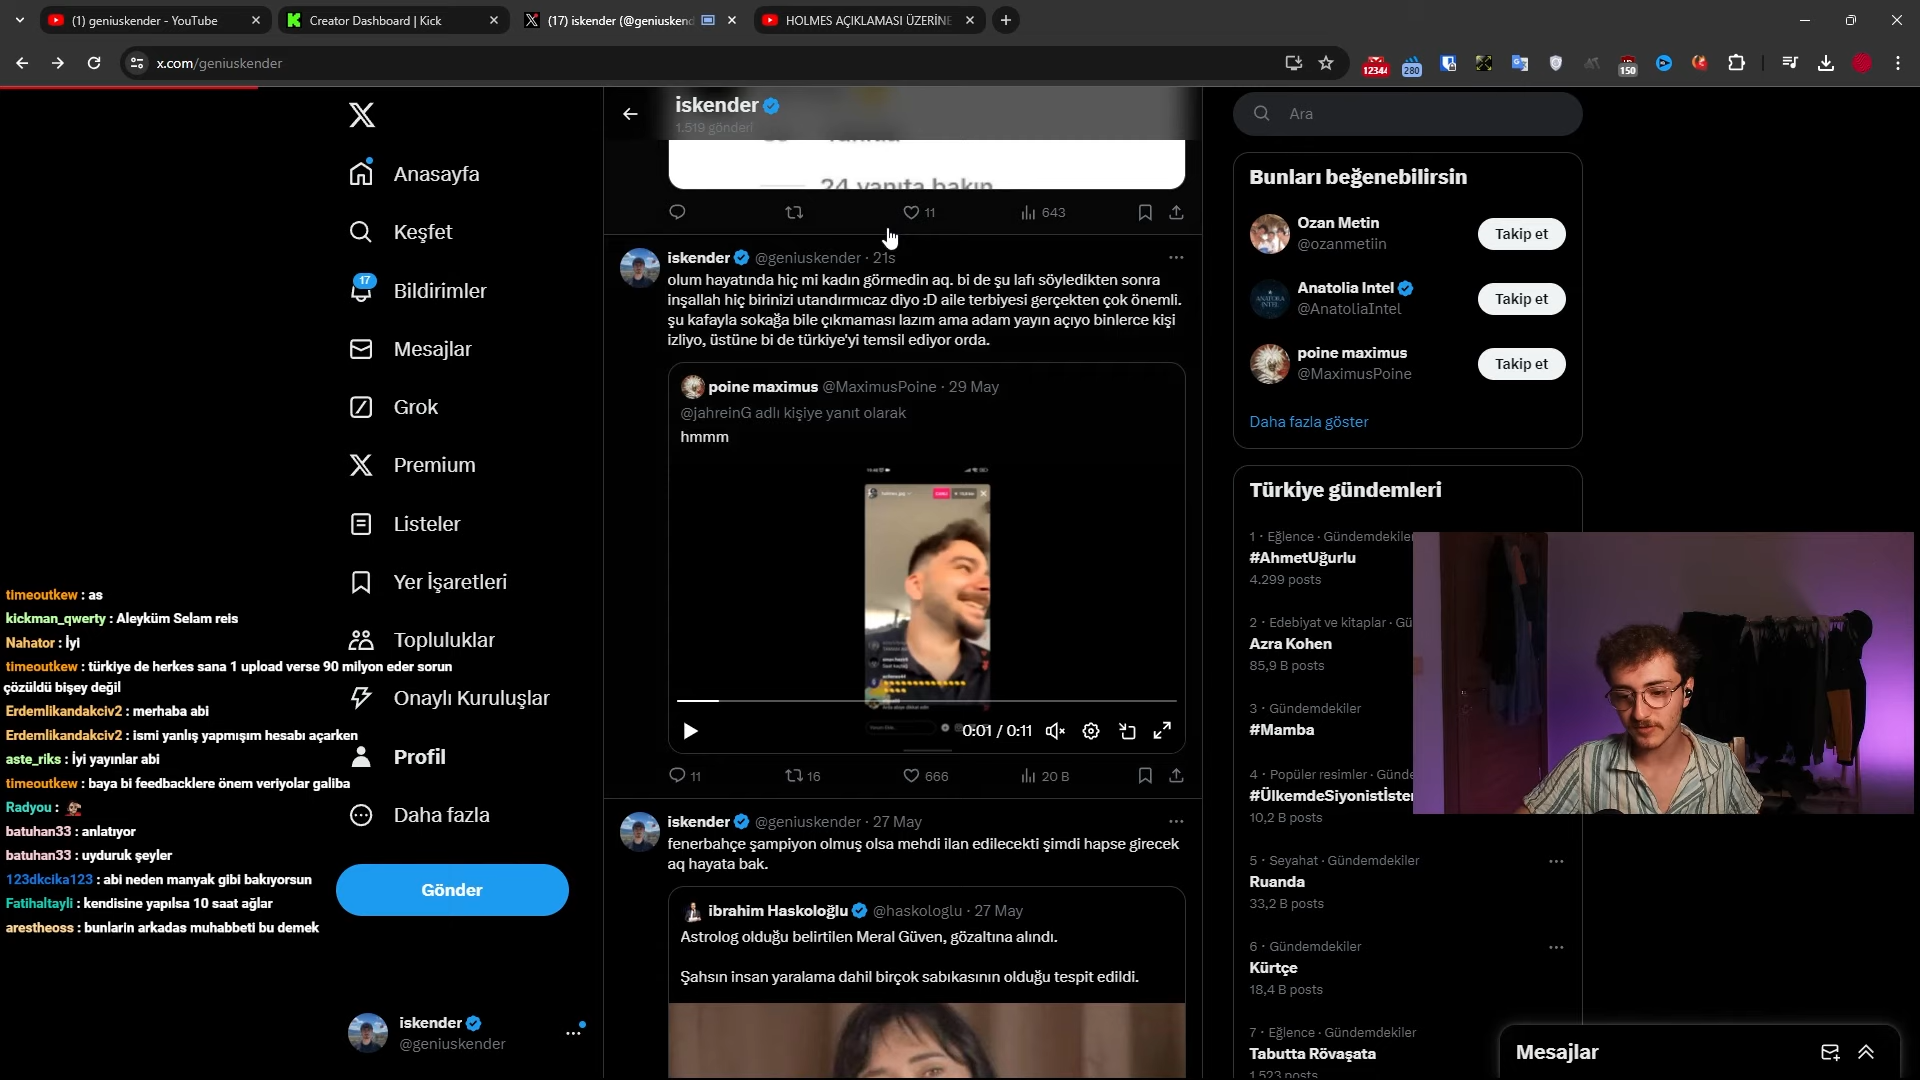 (1) geniuskender - YouTube
Creator Dashboard | Kick
(17) iskender (@geniuskend
HOLMES AÇIKLAMASI ÜZERİNE
x.com/geniuskender
12344
280
150
iskender
1.519 gönderi
24 yanıta bakın
11
643
Anasayfa
Keşfet
17
Bildirimler
Mesajlar
Grok
Premium
Listeler
Yer İşaretleri
Topluluklar
Onaylı Kuruluşlar
Profil
Daha fazla
Gönder
iskender
@geniuskender
iskender @geniuskender · 21s
olum hayatında hiç mi kadın görmedin aq. bi de şu lafı söyledikten sonra
inşallah hiç birinizi utandırmıcaz diyo :D aile terbiyesi gerçekten çok önemli.
şu kafayla sokağa bile çıkmaması lazım ama adam yayın açıyo binlerce kişi
izliyo, üstüne bi de türkiye'yi temsil ediyor orda.
poine maximus @MaximusPoine · 29 May
@jahreinG adlı kişiye yanıt olarak
hmmm
0:01 / 0:11
11
16
666
20 B
iskender @geniuskender · 27 May
fenerbahçe şampiyon olmuş olsa mehdi ilan edilecekti şimdi hapse girecek
aq hayata bak.
ibrahim Haskoloğlu @haskologlu · 27 May
Astrolog olduğu belirtilen Meral Güven, gözaltına alındı.
Şahsın insan yaralama dahil birçok sabıkasının olduğu tespit edildi.
Ara
Bunları beğenebilirsin
Ozan Metin
@ozanmetiin
Takip et
Anatolia Intel
@AnatoliaIntel
Takip et
poine maximus
@MaximusPoine
Takip et
Daha fazla göster
Türkiye gündemleri
1 · Eğlence · Gündemdekiler
#AhmetUğurlu
4.299 posts
2 · Edebiyat ve kitaplar · Gü
Azra Kohen
85,9 B posts
3 · Gündemdekiler
#Mamba
4 · Popüler resimler · Günde
#ÜlkemdeSiyonistİster
10,2 B posts
5 · Seyahat · Gündemdekiler
Ruanda
33,2 B posts
6 · Gündemdekiler
Kürtçe
18,4 B posts
7 · Eğlence · Gündemdekiler
Tabutta Rövaşata
1.523 posts
Mesajlar
timeoutkew : as
kickman_qwerty : Aleyküm Selam reis
Nahator : İyi
timeoutkew : türkiye de herkes sana 1 upload verse 90 milyon eder sorun
çözüldü bişey değil
Erdemlikandakciv2 : merhaba abi
Erdemlikandakciv2 : ismi yanlış yapmışım hesabı açarken
aste_riks : İyi yayınlar abi
timeoutkew : baya bi feedbacklere önem veriyolar galiba
Radyou :
batuhan33 : anlatıyor
batuhan33 : uyduruk şeyler
123dkcika123 : abi neden manyak gibi bakıyorsun
Fatihaltayli : kendisine yapılsa 10 saat ağlar
arestheoss : bunlarin arkadas muhabbeti bu demek